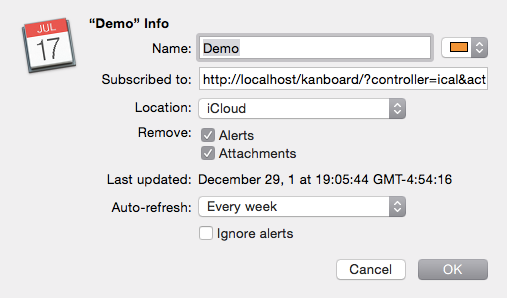 JUL
17
“Demo” Info
Name: Demo
Subscribed to: http://localhost/kanboard/?controller=ical&act
Location: iCloud
Remove: Alerts
Attachments
Last updated: December 29, 1 at 19:05:44 GMT-4:54:16
Auto-refresh: Every week
Ignore alerts
Cancel OK